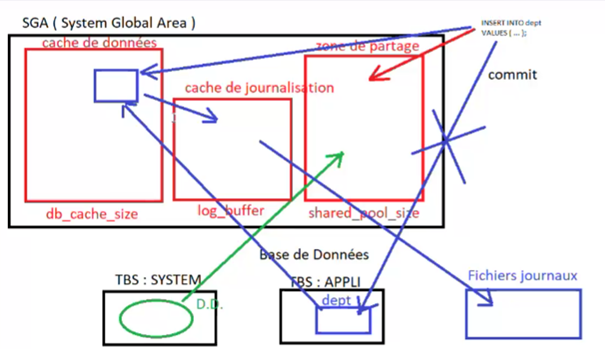 SGA ( System Global Area )
INSERT INTO dept
VALUES ( ... );
cache de données
zone de partage
commit
cache de journalisation
db_cache_size
log_buffer
shared_pool_size
Base de Données
TBS : SYSTEM
TBS : APPLI
Fichiers journaux
D.D.
dept